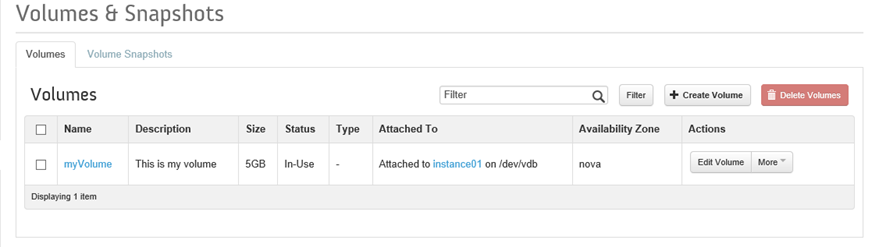 Volumes & Snapshots
Volumes Volume Snapshots
Volumes Filter Filter + Create Volume Delete Volumes
Name Description Size Status Type Attached To Availability Zone Actions
myVolume This is my volume 5GB In-Use - Attached to instance01 on /dev/vdb nova Edit Volume More
Displaying 1 item